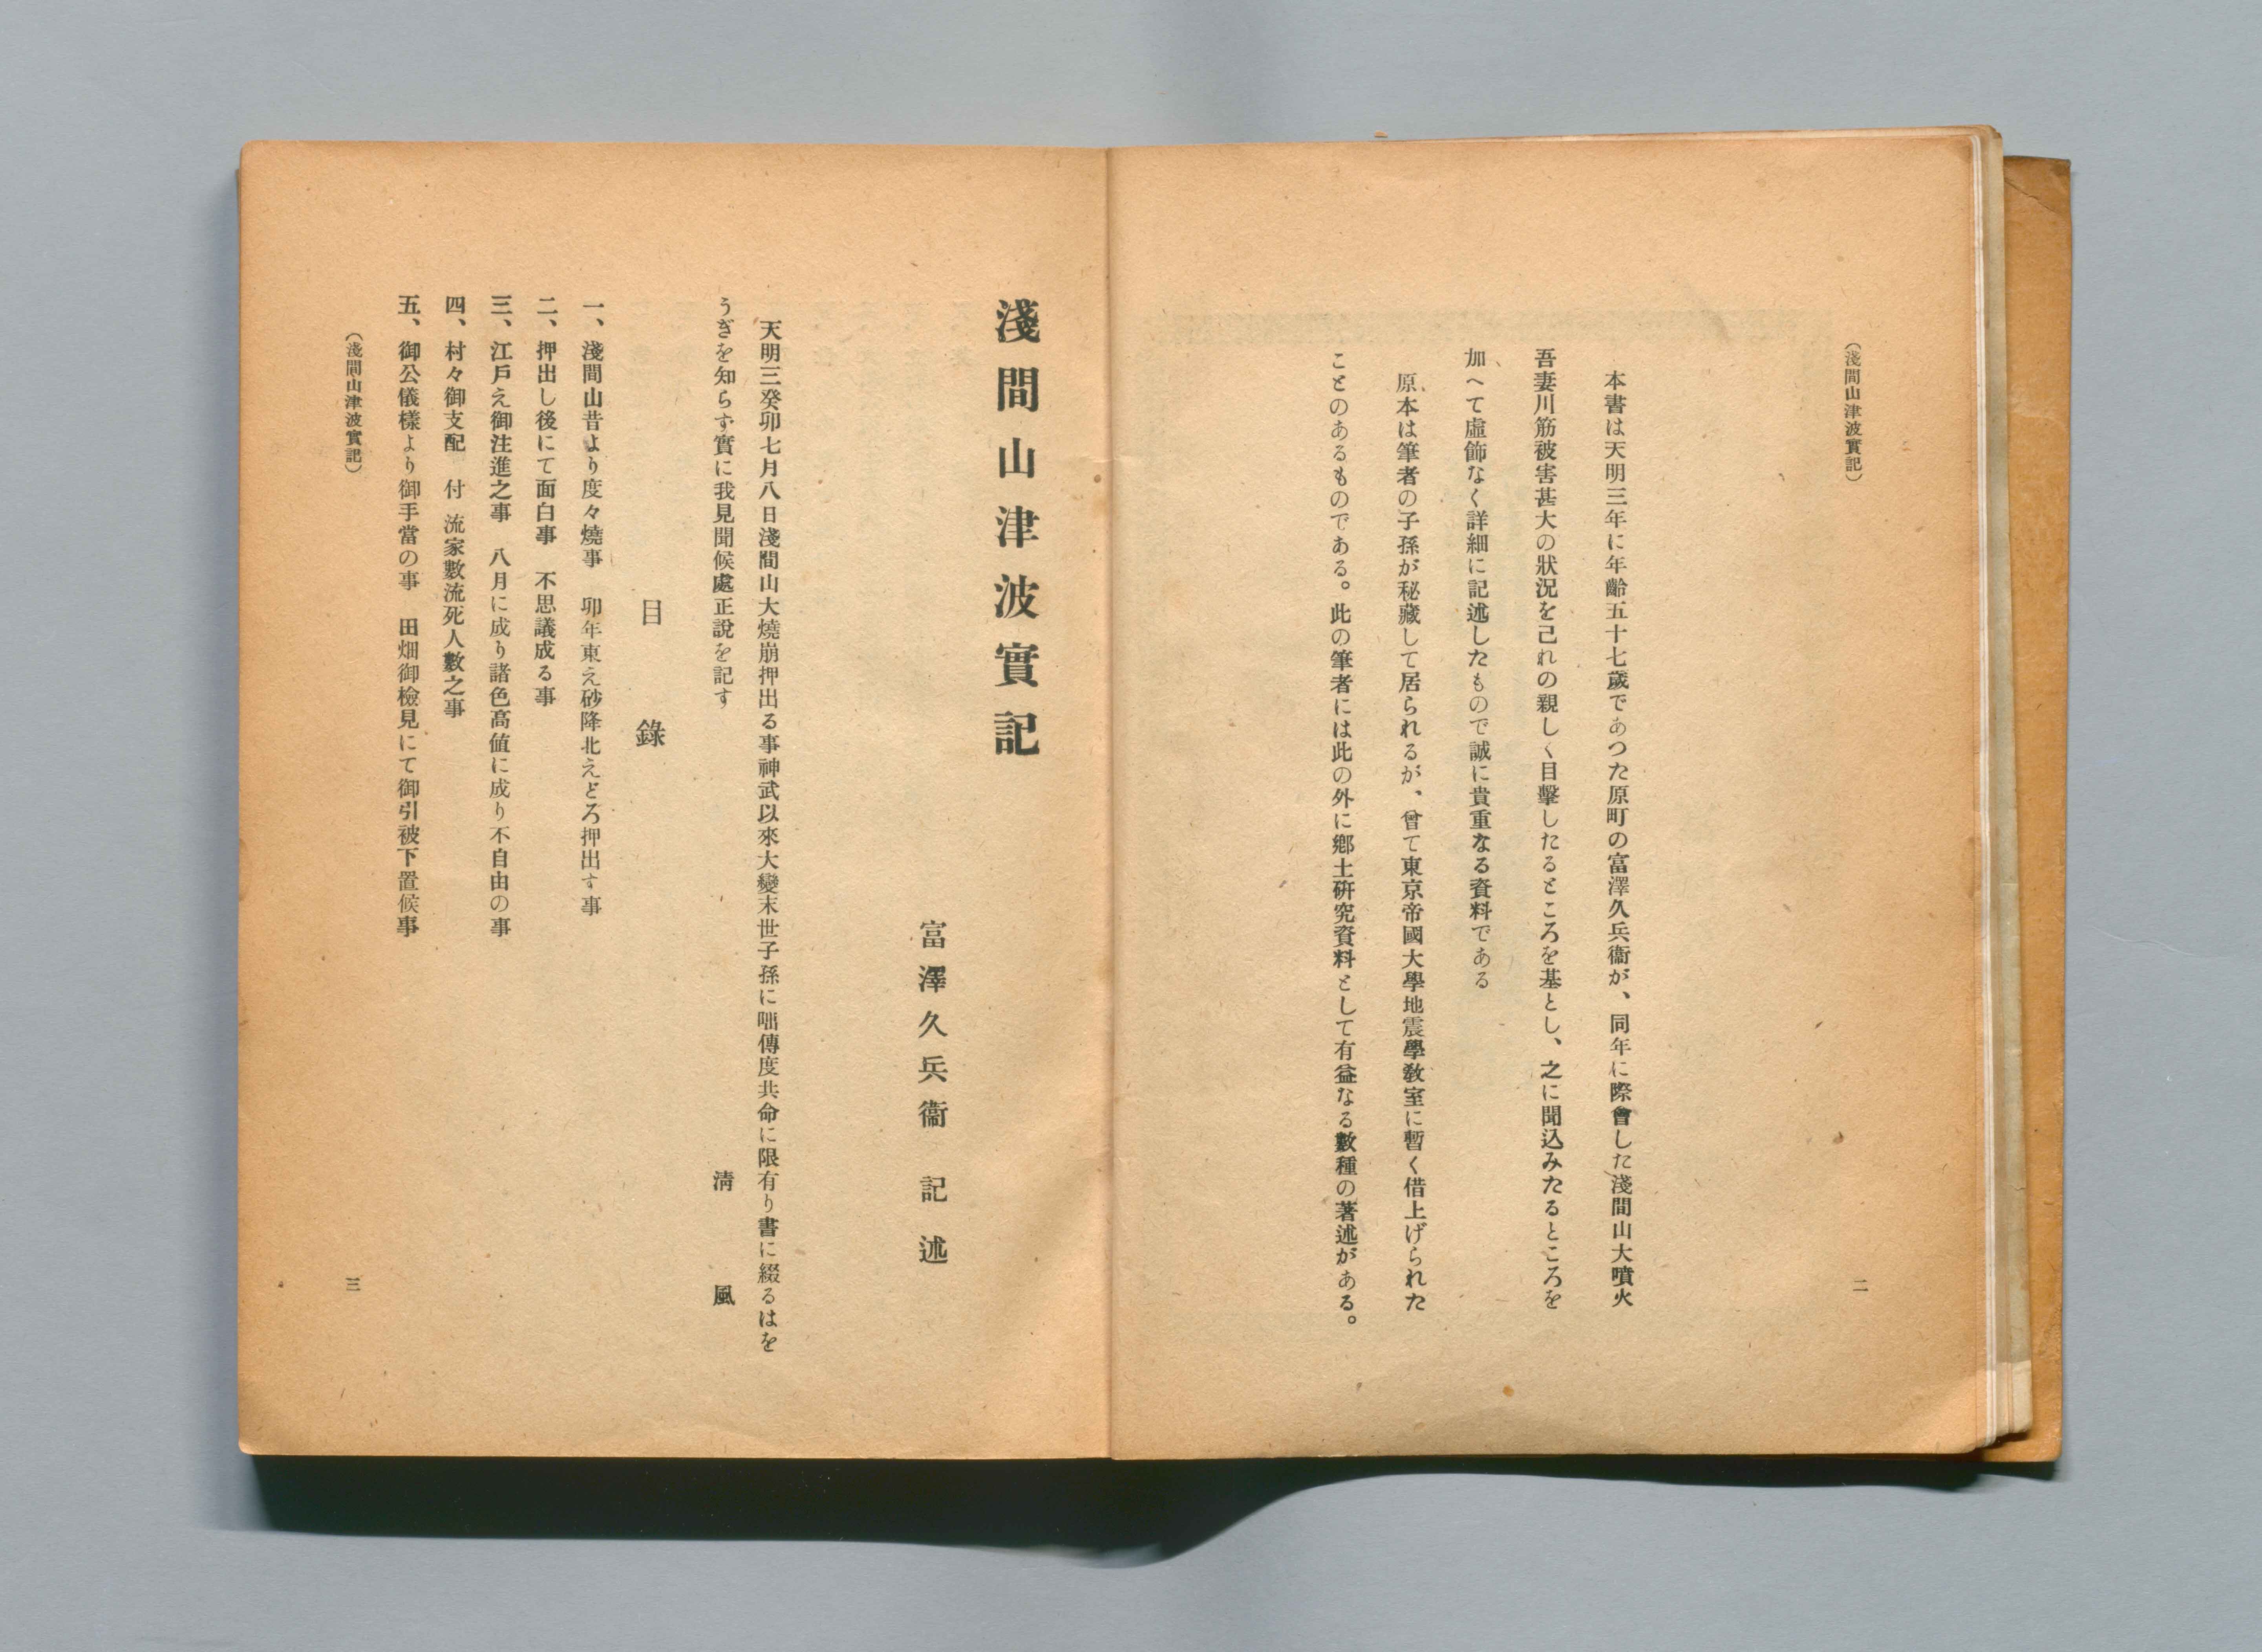 (淺間山津波實記)
本書は天明三年に年齡五十七歲であつた原町の富澤久兵衞が、同年に際會した淺間山大噴火
吾妻川筋被害甚大の狀況を己れの親しく目擊したるところを基とし、之に聞込みたるところを
加へて虛飾なく詳細に記述したもので誠に貴重なる資料である
原本は筆者の子孫が秘藏して居られるが、曾て東京帝國大學地震學敎室に暫く借上げられた
ことのあるものである。此の筆者には此の外に鄕土硏究資料として有益なる數種の著述がある。
二
淺間山津波實記
富澤久兵衞 記述
天明三癸卯七月八日淺間山大燒崩押出る事神武以來大變末世子孫に咄傳度共命に限有り書に綴るはを
うぎを知らず實に我見聞候處正說を記す 淸風
目錄
一、淺間山昔より度々燒事 卯年東え砂降北えどろ押出す事
二、押出し後にて面白事 不思議成る事
三、江戶え御注進之事 八月に成り諸色高値に成り不自由の事
四、村々御支配 付 流家數流死人數之事
五、御公儀樣より御手當の事 田畑御檢見にて御引被下置候事
(淺間山津波實記)
三